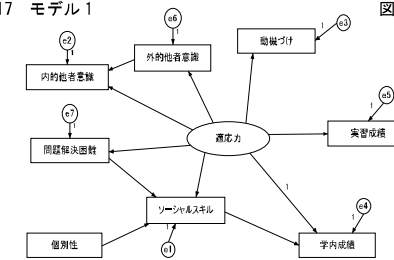 17 モデル1
図
e6
e3
1
1
e2
動機づけ
外的他者意識
1
内的他者意識
e5
1
e7
1
適応力
実習成績
問題解決困難
1
ソーシャルスキル
e4
1
1
個別性
e1
学内成績